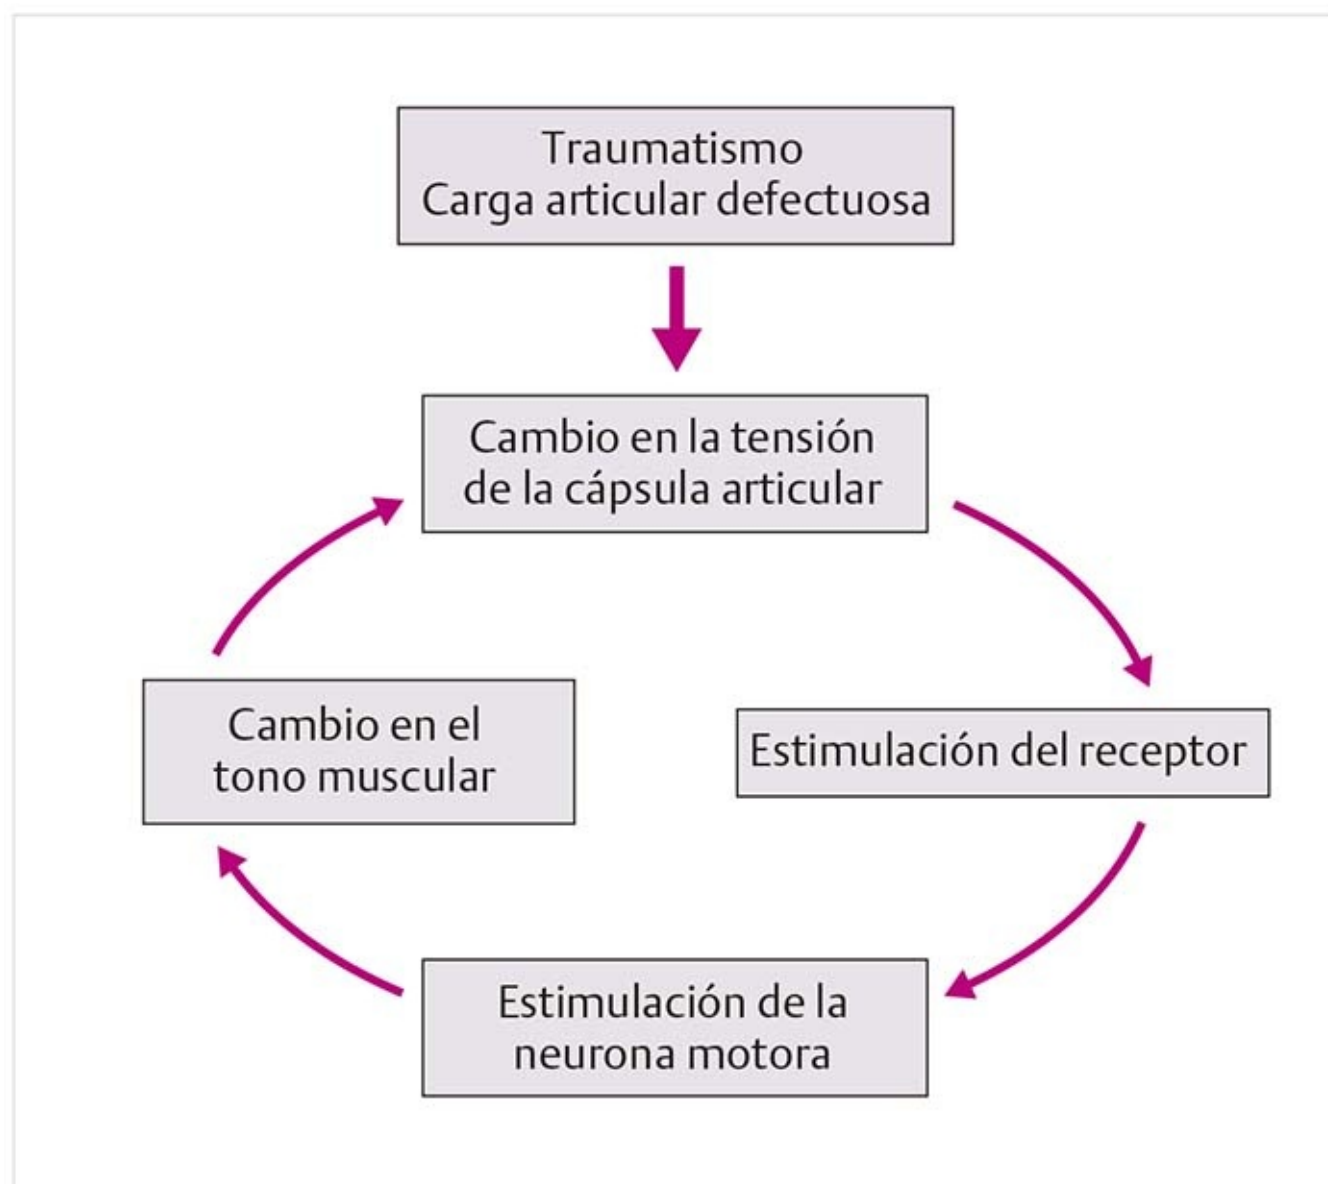 Traumatismo
Carga articular defectuosa
Cambio en la tensión
de la cápsula articular
Cambio en el
tono muscular
Estimulación del receptor
Estimulación de la
neurona motora